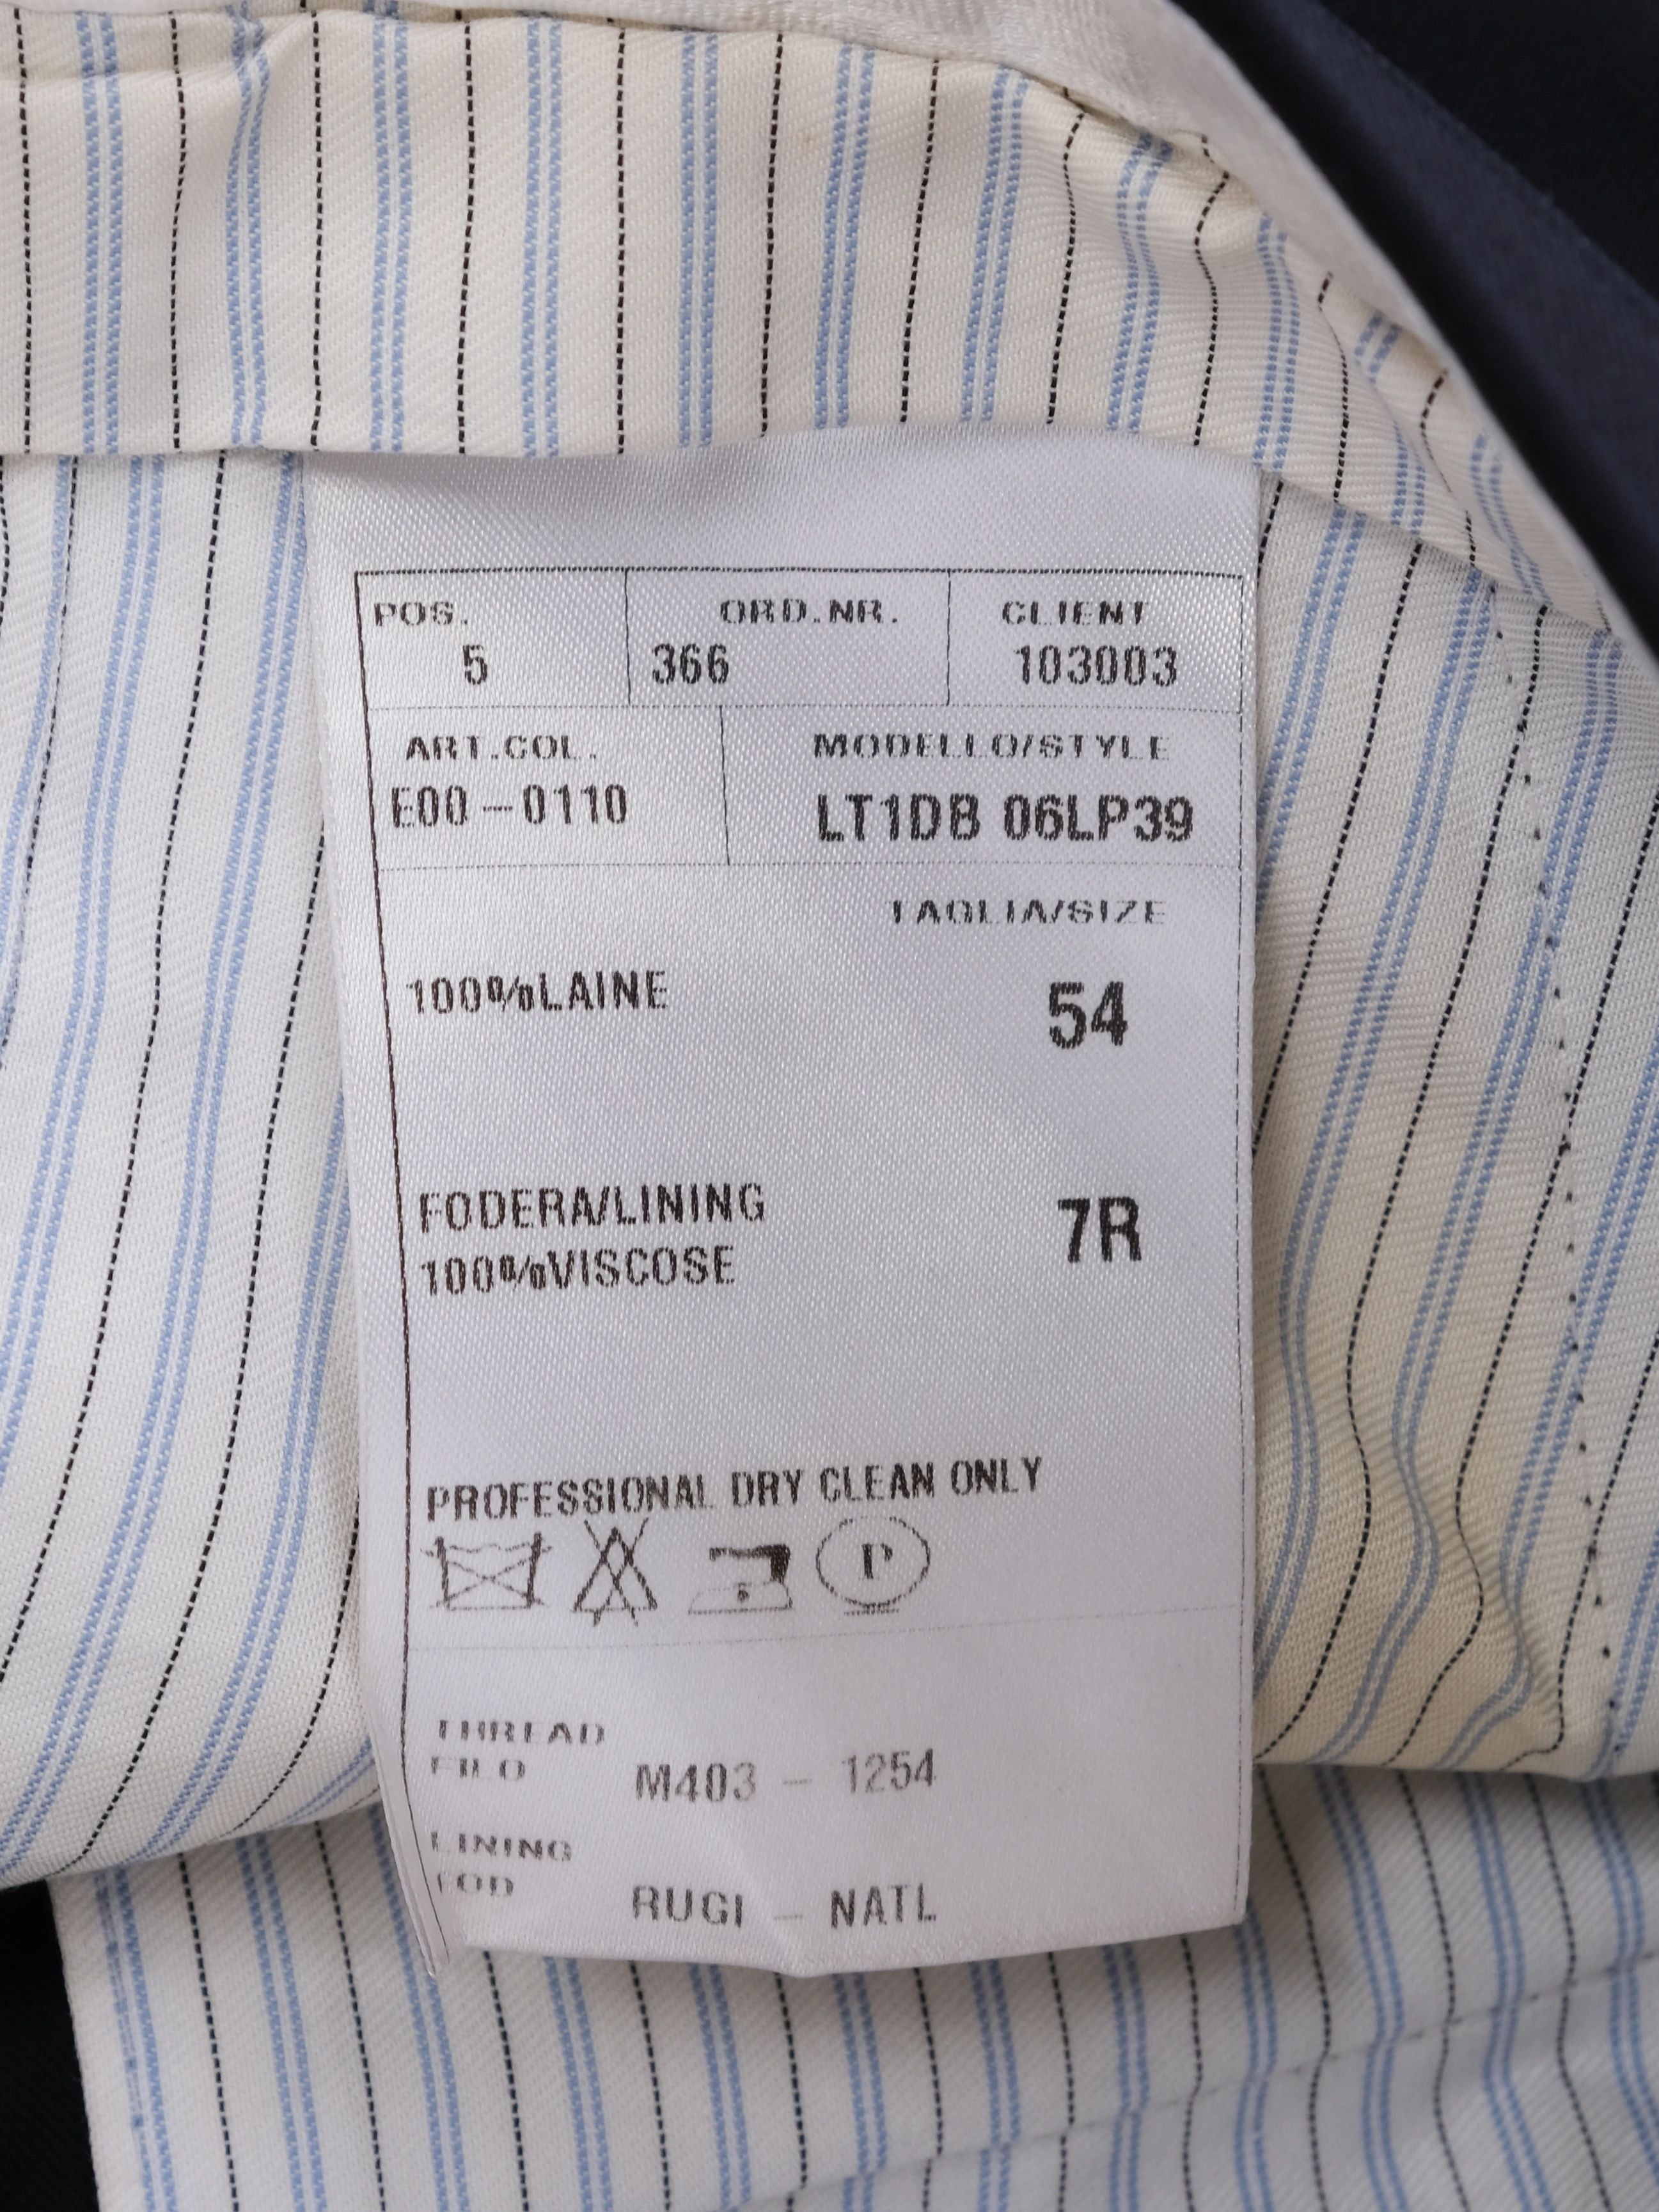 POS. ORD.NR. CLIENT
5 366 103003
ART.COL. MODELLO/STYLE
E00-0110 LT1DB 06LP39
TAGLIA/SIZE
100%LAINE 54
FODERA/LINING 7R
100%VISCOSE
PROFESSIONAL DRY CLEAN ONLY
P
THREAD
FILO M403 - 1254
LINING
FOD RUGI - NATL